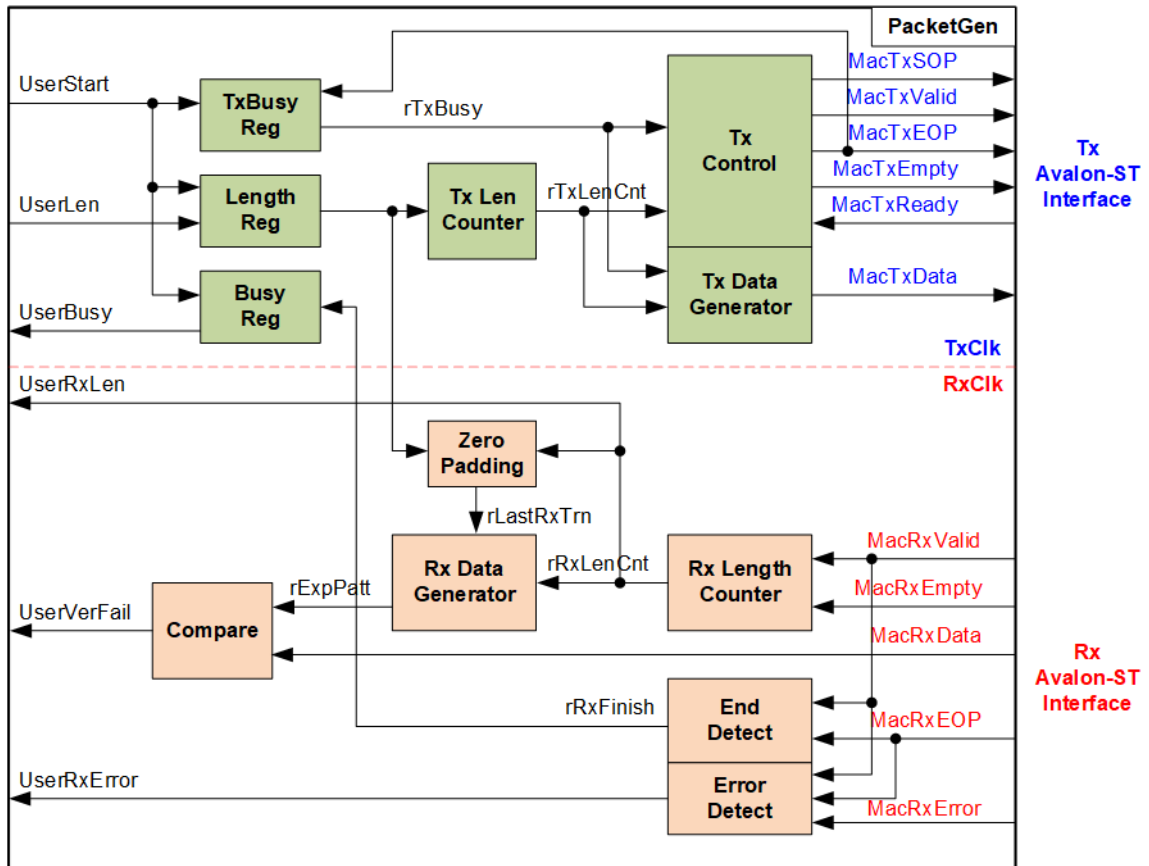 PacketGen
UserStart
TxBusy
Reg
rTxBusy
Tx
Control
MacTxSOP
MacTxValid
MacTxEOP
MacTxEmpty
MacTxReady
Tx
Avalon-ST
Interface
UserLen
Length
Reg
Tx Len
Counter
rTxLenCnt
UserBusy
Busy
Reg
Tx Data
Generator
MacTxData
TxClk
RxClk
UserRxLen
Zero
Padding
rLastRxTrn
Rx Data
Generator
rRxLenCnt
Rx Length
Counter
MacRxValid
MacRxEmpty
MacRxData
rExpPatt
UserVerFail
Compare
Rx
Avalon-ST
Interface
rRxFinish
End
Detect
MacRxEOP
UserRxError
Error
Detect
MacRxError